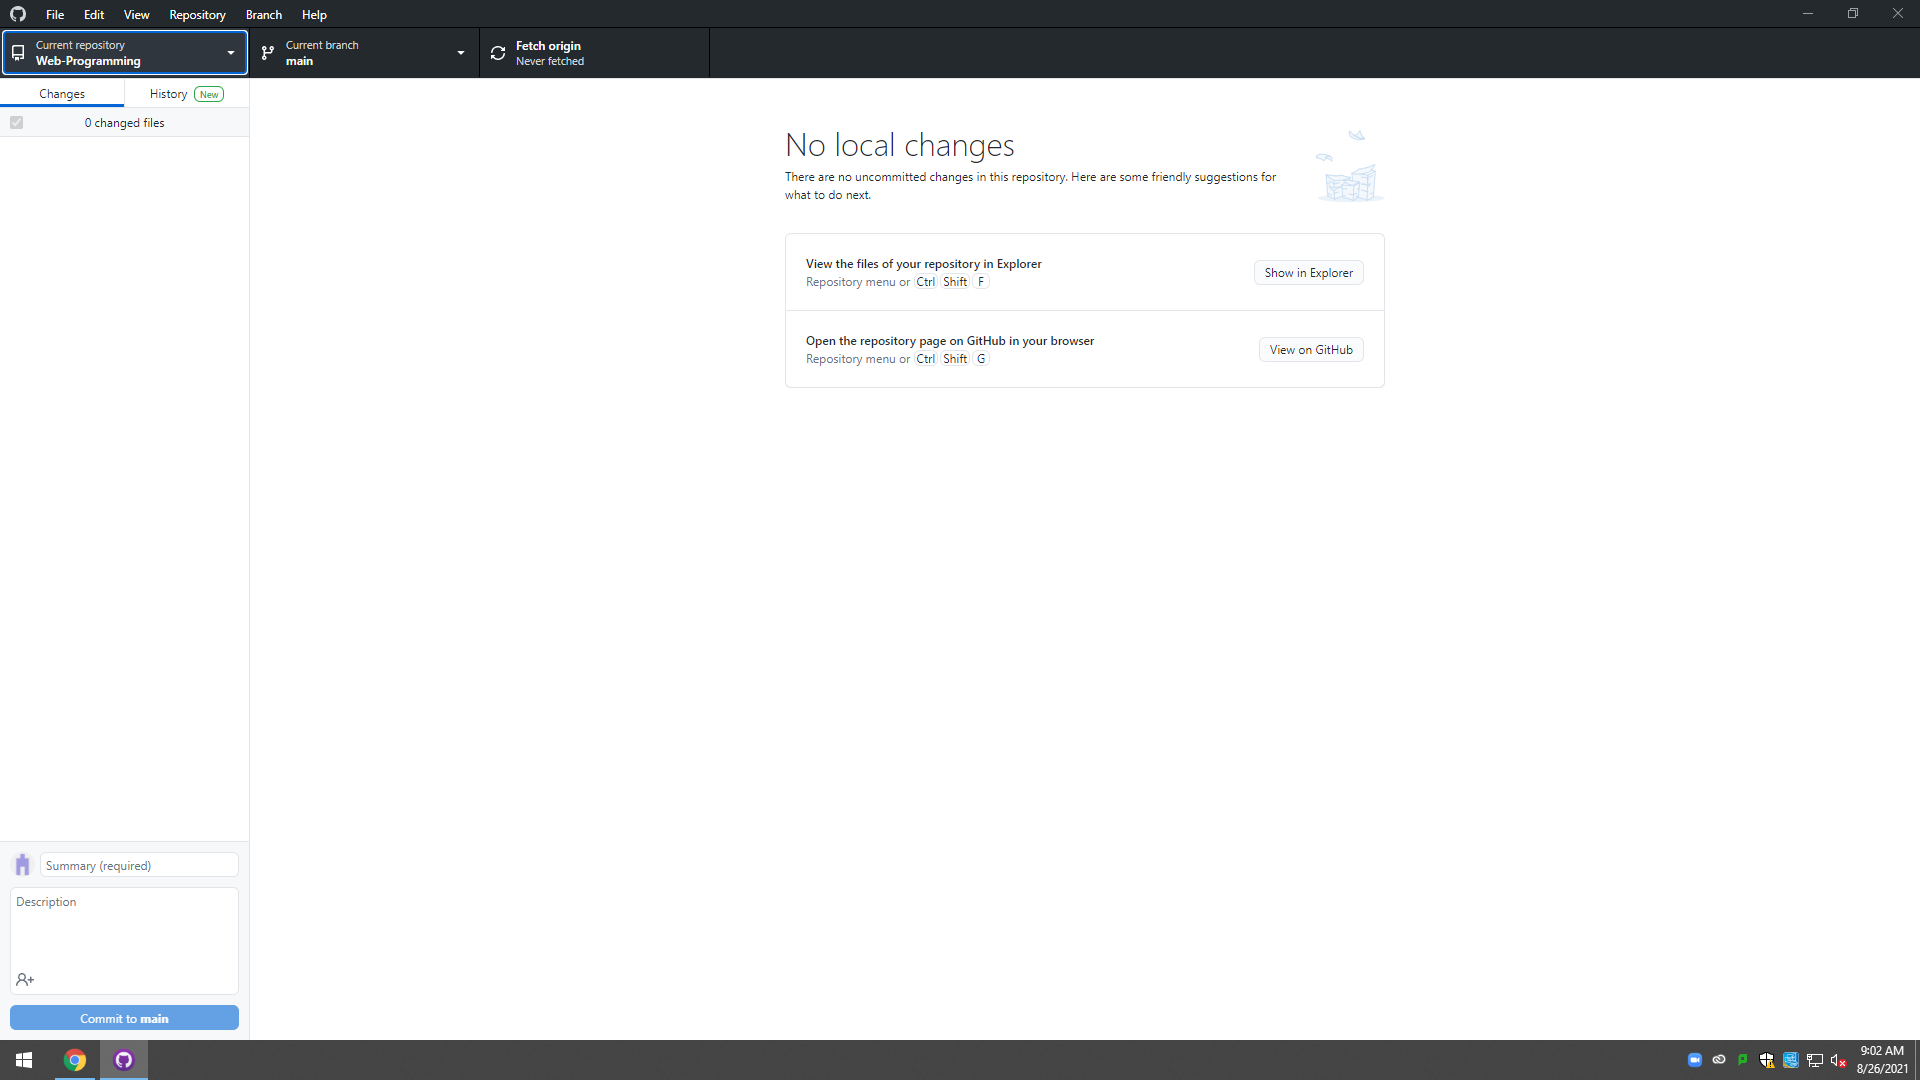 File Edit View Repository Branch Help
Current repository
Web-Programming
Current branch
main
Fetch origin
Never fetched
Changes
History New
0 changed files
No local changes
There are no uncommitted changes in this repository. Here are some friendly suggestions for
what to do next.
View the files of your repository in Explorer
Repository menu or Ctrl Shift F
Show in Explorer
Open the repository page on GitHub in your browser
Repository menu or Ctrl Shift G
View on GitHub
Summary (required)
Description
Commit to main
9:02 AM
8/26/2021